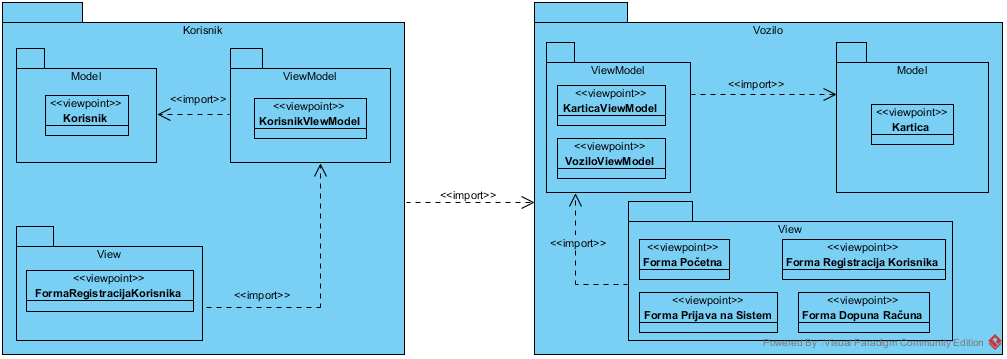 Korisnik
Model
<<viewpoint>>
Korisnik
<<import>>
ViewModel
<<viewpoint>>
KorisnikVIewModel
View
<<viewpoint>>
FormaRegistracijaKorisnika
<<import>>
<<import>>
Vozilo
ViewModel
<<viewpoint>>
KarticaViewModel
<<viewpoint>>
VoziloViewModel
<<import>>
Model
<<viewpoint>>
Kartica
<<import>>
View
<<viewpoint>>
Forma Početna
<<viewpoint>>
Forma Registracija Korisnika
<<viewpoint>>
Forma Prijava na Sistem
<<viewpoint>>
Forma Dopuna Računa
Powered By Visual Paradigm Community Edition